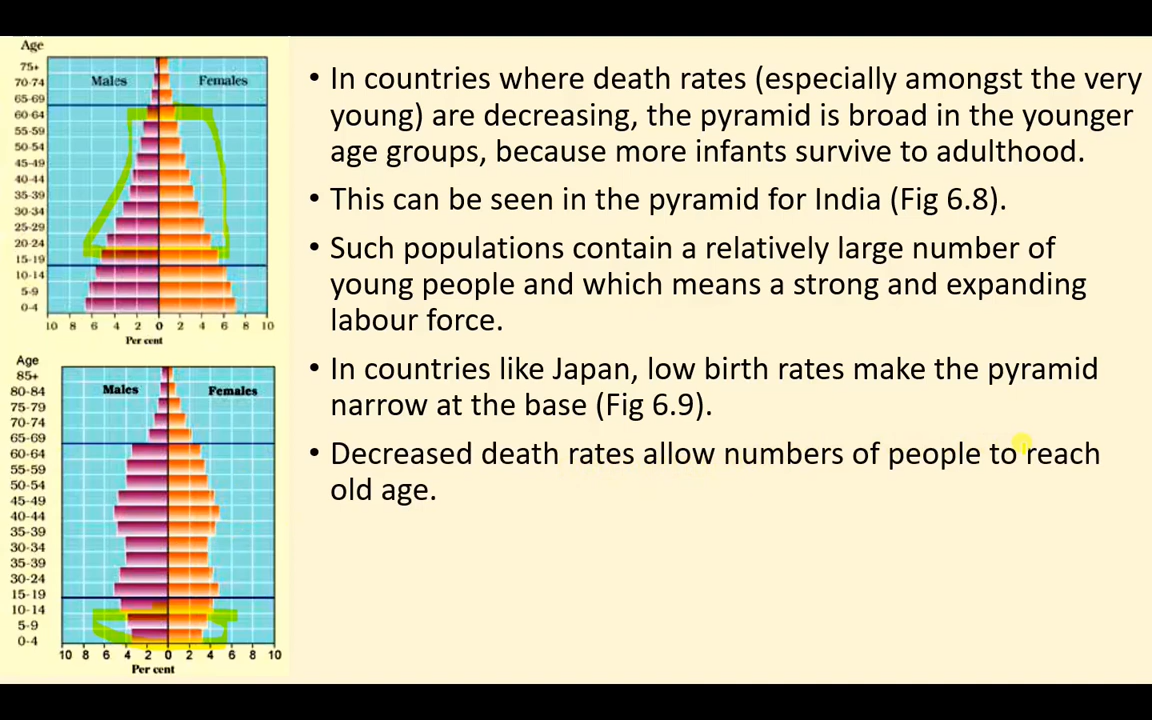 Age
75+
70-74
65-69
60-64
55-59
50-54
45-49
40-44
35-39
30-34
25-29
20-24
15-19
10-14
5-9
0-4
Males Females
10 8 6 4 2 0 2 4 6 8 10
Per cent
Age
85+
80-84
75-79
70-74
65-69
60-64
55-59
50-54
45-49
40-44
35-39
30-34
35-39
30-24
15-19
10-14
5-9
0-4
Males Females
10 8 6 4 2 0 2 4 6 8 10
Per cent
• In countries where death rates (especially amongst the very
young) are decreasing, the pyramid is broad in the younger
age groups, because more infants survive to adulthood.
• This can be seen in the pyramid for India (Fig 6.8).
• Such populations contain a relatively large number of
young people and which means a strong and expanding
labour force.
• In countries like Japan, low birth rates make the pyramid
narrow at the base (Fig 6.9).
• Decreased death rates allow numbers of people to reach
old age.